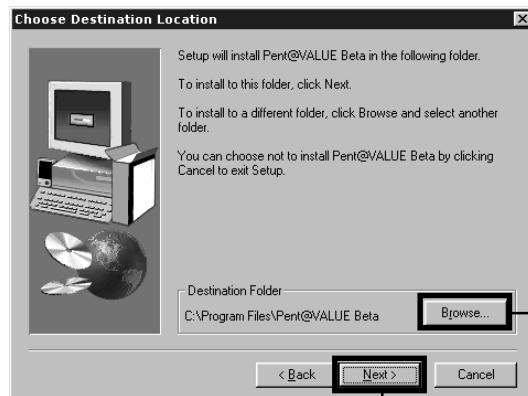 Choose Destination Location
Setup will install Pent@VALUE Beta in the following folder.
To install to this folder, click Next.
To install to a different folder, click Browse and select another
folder.
You can choose not to install Pent@VALUE Beta by clicking
Cancel to exit Setup.
Destination Folder
C:\Program Files\Pent@VALUE Beta
Browse...
< Back
Next >
Cancel